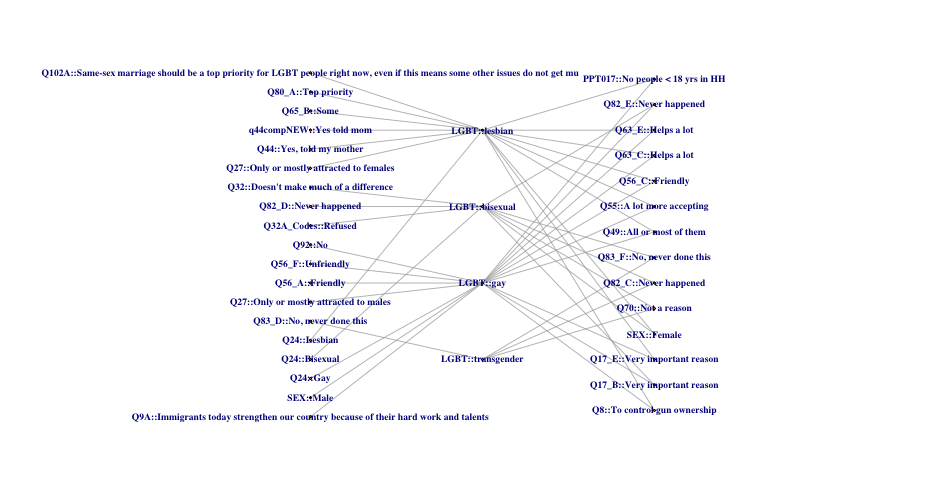 Q102A::Same-sex marriage should be a top priority for LGBT people right now, even if this means some other issues do not get mu
Q80_A::Top priority
Q65_B::Some
q44compNEW::Yes told mom
Q44::Yes, told my mother
Q27::Only or mostly attracted to females
Q32::Doesn't make much of a difference
Q82_D::Never happened
Q32A_Codes::Refused
Q92::No
Q56_F::Unfriendly
Q56_A::Friendly
Q27::Only or mostly attracted to males
Q83_D::No, never done this
Q24::Lesbian
Q24::Bisexual
Q24::Gay
SEX::Male
Q9A::Immigrants today strengthen our country because of their hard work and talents
LGBT::lesbian
LGBT::bisexual
LGBT::gay
LGBT::transgender
PPT017::No people < 18 yrs in HH
Q82_E::Never happened
Q63_E::Helps a lot
Q63_C::Helps a lot
Q56_C::Friendly
Q55::A lot more accepting
Q49::All or most of them
Q83_F::No, never done this
Q82_C::Never happened
Q70::Not a reason
SEX::Female
Q17_E::Very important reason
Q17_B::Very important reason
Q8::To control gun ownership